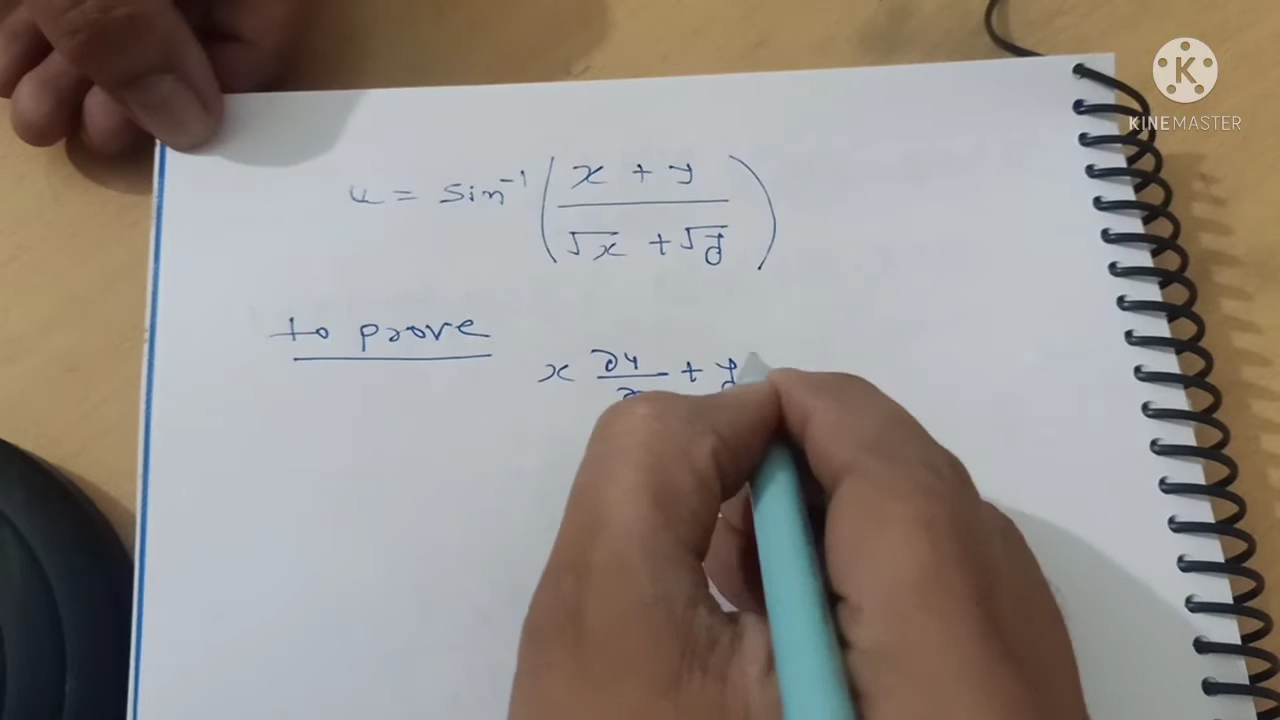 u = Sin⁻¹ ( x + y / √x + √y )
to prove
x ∂u/∂ + y
K
KINEMASTER